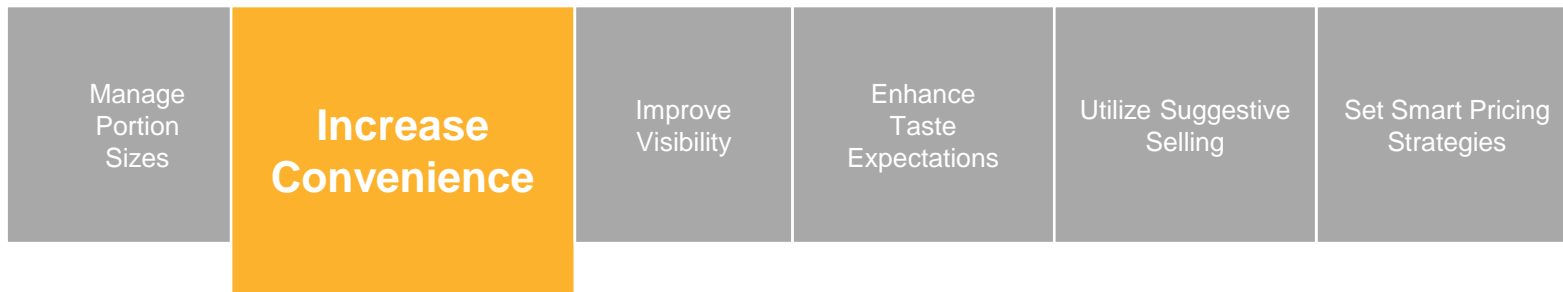 Manage
Portion
Sizes
Increase
Convenience
Improve
Visibility
Enhance
Taste
Expectations
Utilize Suggestive
Selling
Set Smart Pricing
Strategies